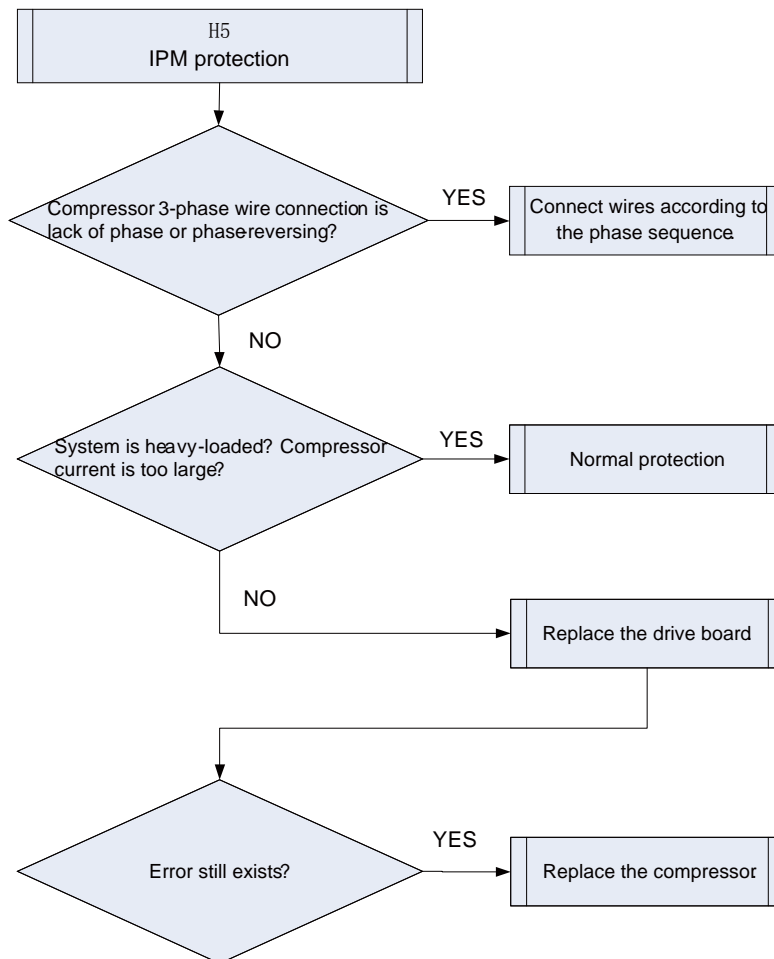 H5
IPM protection
Compressor 3-phase wire connection is
lack of phase or phase-reversing?
YES
Connect wires according to
the phase sequence.
NO
System is heavy-loaded? Compressor
current is too large?
YES
Normal protection
NO
Replace the drive board
Error still exists?
YES
Replace the compressor.